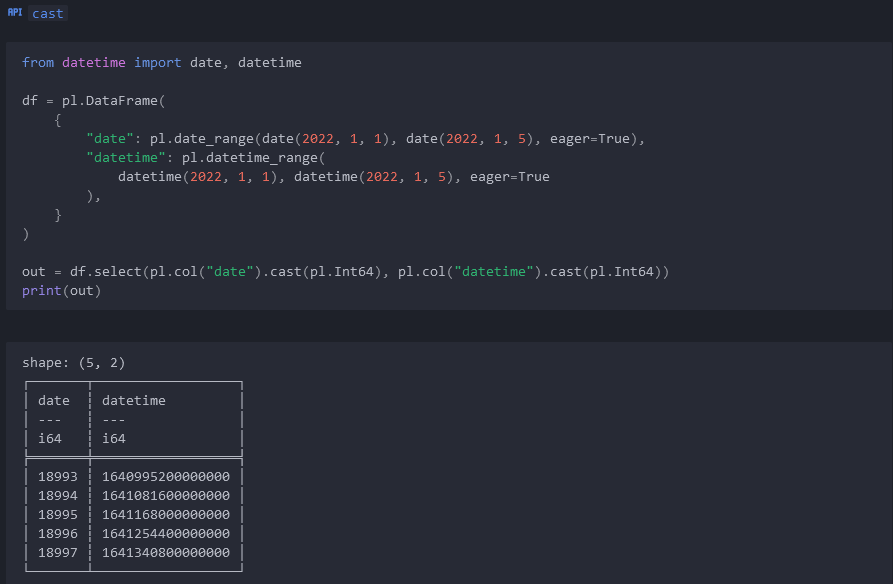 API cast
from datetime import date, datetime
df = pl.DataFrame(
    {
        "date": pl.date_range(date(2022, 1, 1), date(2022, 1, 5), eager=True),
        "datetime": pl.datetime_range(
            datetime(2022, 1, 1), datetime(2022, 1, 5), eager=True
        ),
    }
)
out = df.select(pl.col("date").cast(pl.Int64), pl.col("datetime").cast(pl.Int64))
print(out)
shape: (5, 2)
┌───────┬──────────────────┐
│ date  ┆ datetime         │
│ ---   ┆ ---              │
│ i64   ┆ i64              │
╞═══════╪══════════════════╡
│ 18993 ┆ 1640995200000000 │
│ 18994 ┆ 1641081600000000 │
│ 18995 ┆ 1641168000000000 │
│ 18996 ┆ 1641254400000000 │
│ 18997 ┆ 1641340800000000 │
└───────┴──────────────────┘